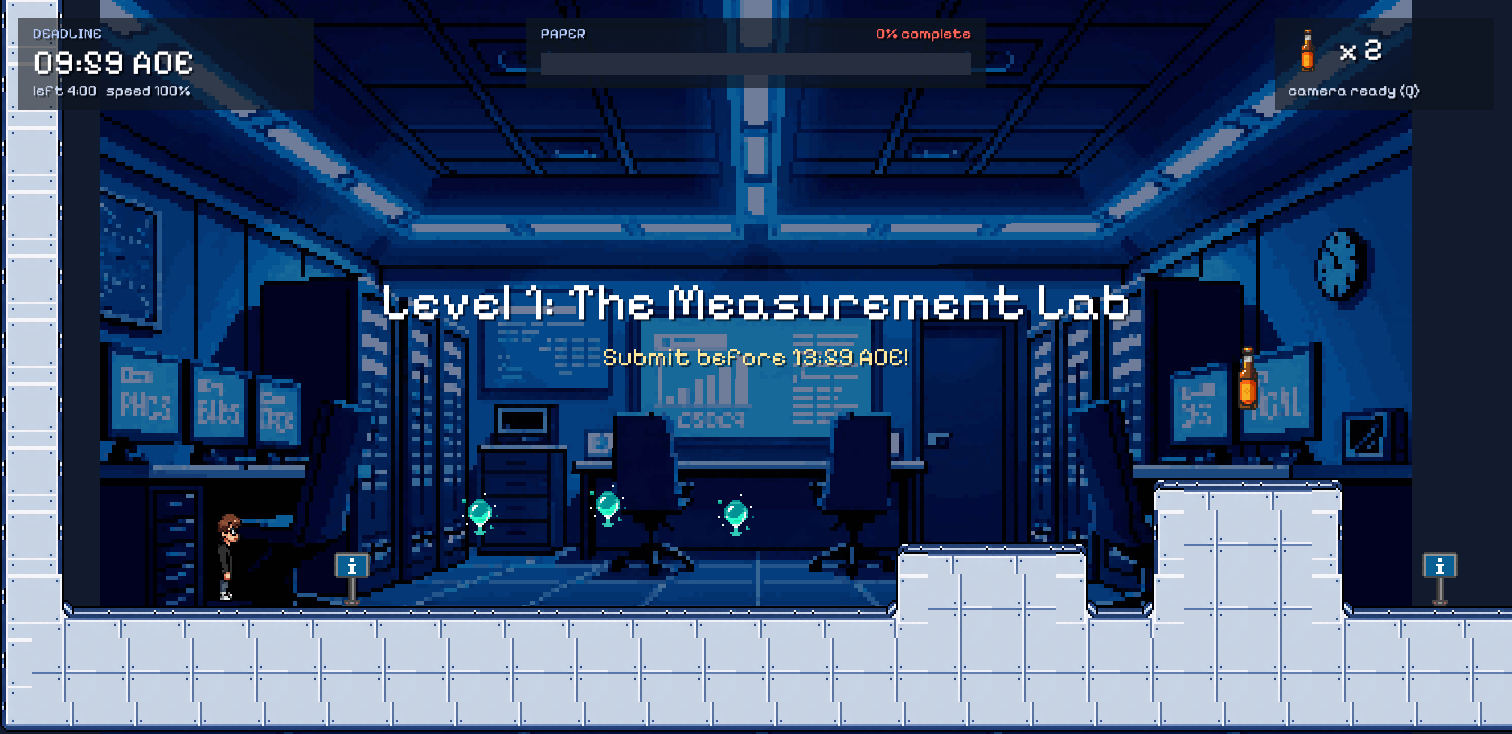 DEADLINE
09:59 AOE
left 4:00 speed 100%
PAPER
0% complete
x 5
camera ready (Q)
Level 1: The Measurement Lab
Submit before 13:59 AOE!
i
i